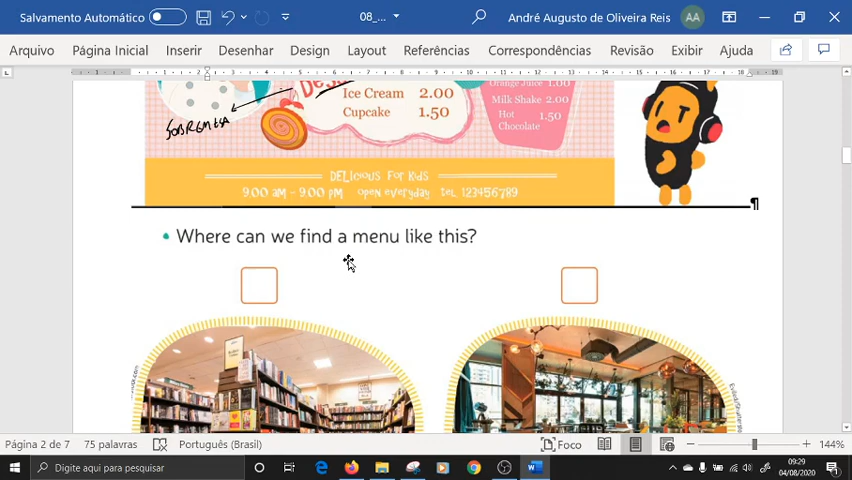 Salvamento Automático
08_...
André Augusto de Oliveira Reis
AA
Arquivo Página Inicial Inserir Desenhar Design Layout Referências Correspondências Revisão Exibir Ajuda
Ice Cream 2.00
Cupcake 1.50
Orange Juice 1.00
Milk Shake 2.00
Hot 1.50
Chocolate
SOBREMESA
DELICIOUS FOR KIDS
9.00 AM - 9.00 PM OPEN EVERYDAY TEL. 123456789
¶
• Where can we find a menu like this?
Página 2 de 7 75 palavras Português (Brasil) Foco 144%
Digite aqui para pesquisar
09:29
04/08/2020